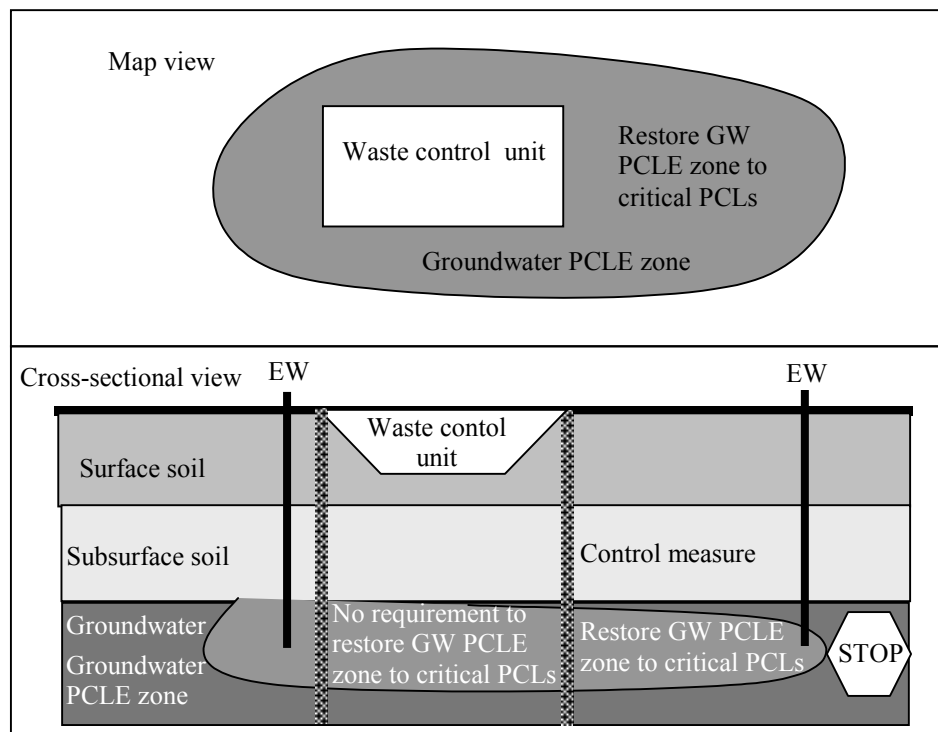 Map view
Waste control unit
Restore GW
PCLE zone to
critical PCLs
Groundwater PCLE zone
Cross-sectional view
EW
EW
Waste contol
unit
Surface soil
Subsurface soil
Control measure
Groundwater
Groundwater
PCLE zone
No requirement to
restore GW PCLE
zone to critical PCLs
Restore GW PCLE
zone to critical PCLs
STOP